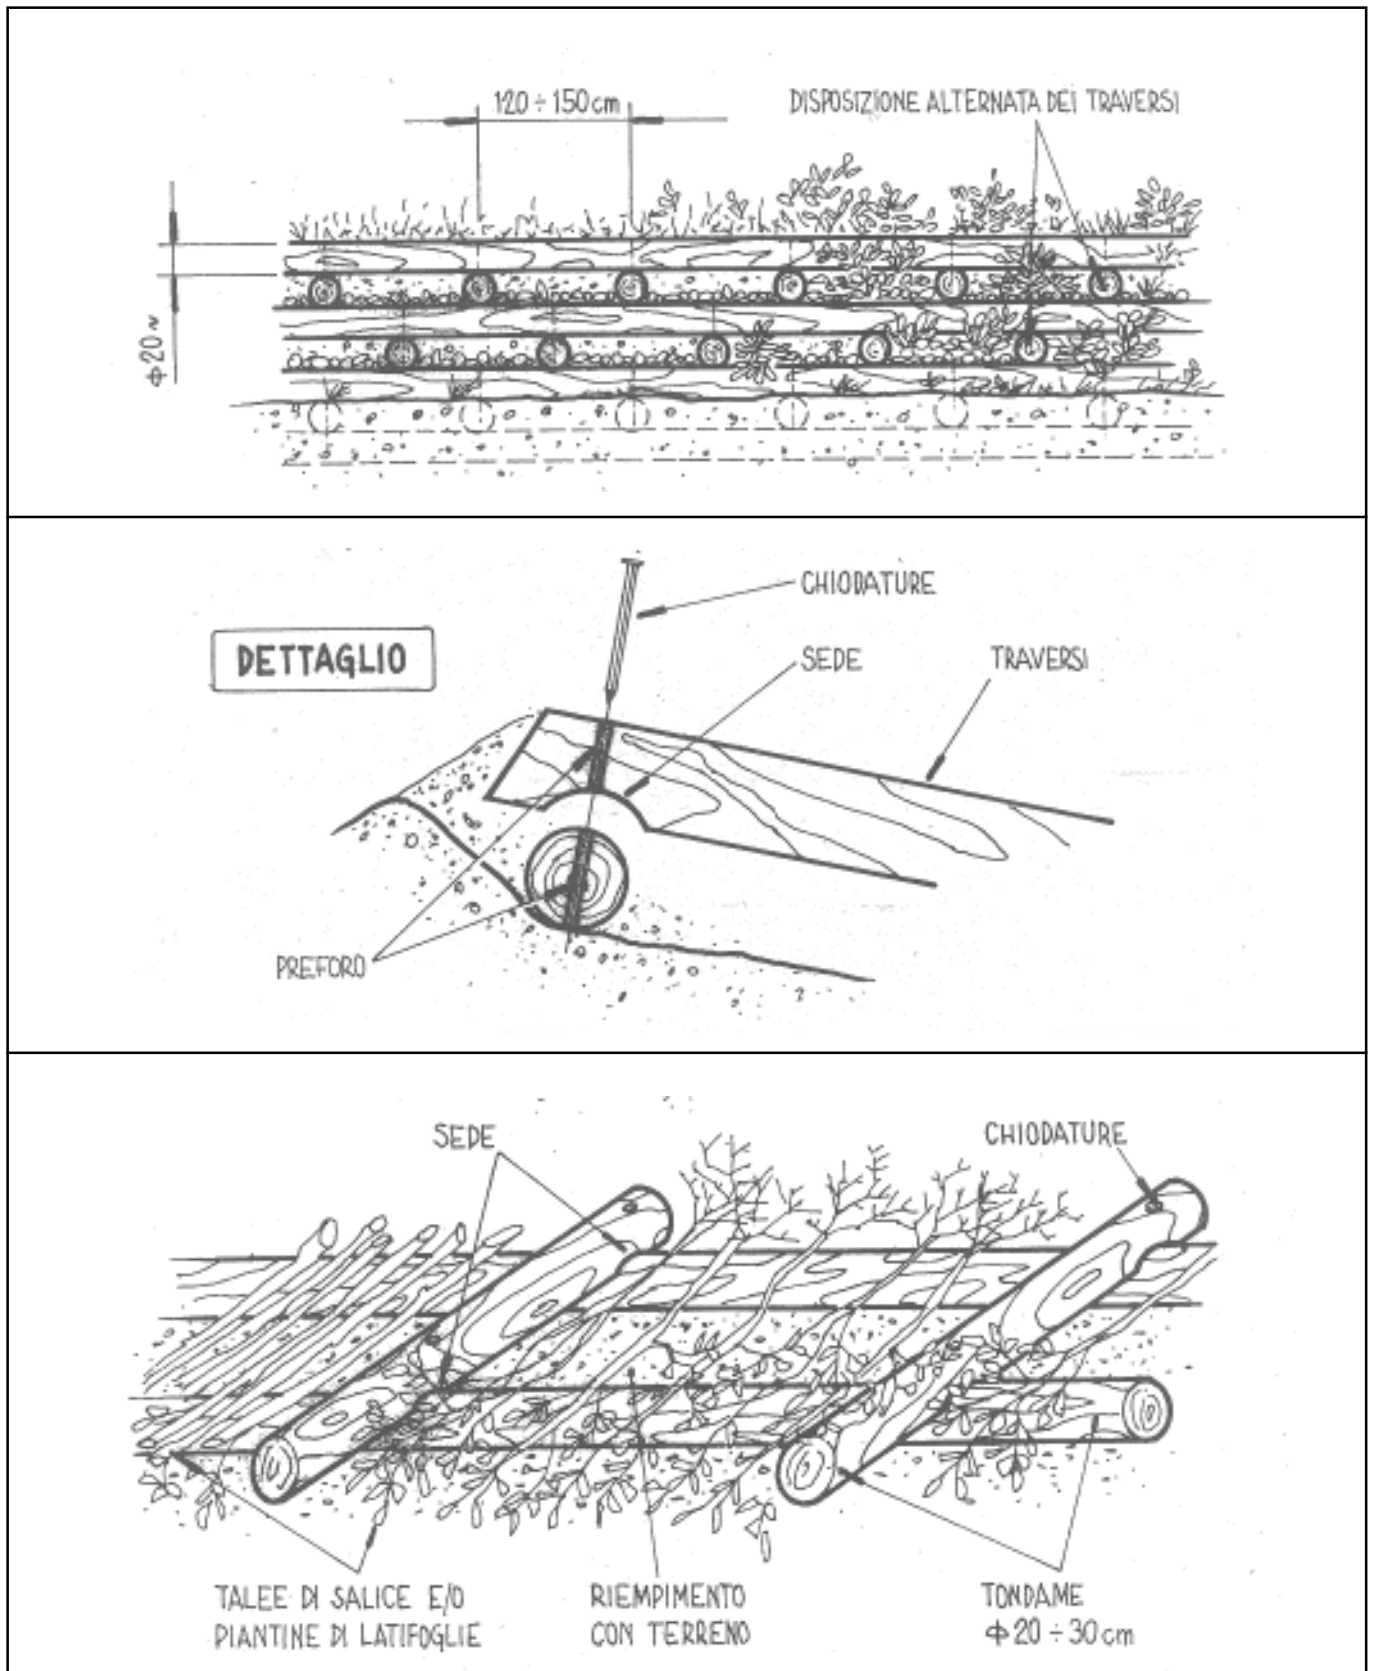 120 ÷ 150 cm
DISPOSIZIONE ALTERNATA DEI TRAVERSI
Φ 20 ~
DETTAGLIO
CHIODATURE
SEDE
TRAVERSI
PREFORO
SEDE
CHIODATURE
TALEE DI SALICE E/O
PIANTINE DI LATIFOGLIE
RIEMPIMENTO
CON TERRENO
TONDAME
Φ 20 ÷ 30 cm